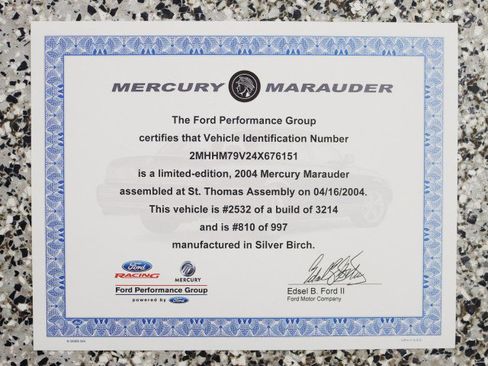 MERCURY MARAUDER
The Ford Performance Group
certifies that Vehicle Identification Number
2MHHM79V24X676151
is a limited-edition, 2004 Mercury Marauder
assembled at St. Thomas Assembly on 04/16/2004.
This vehicle is #2532 of a build of 3214
and is #810 of 997
manufactured in Silver Birch.
Ford
RACING
MERCURY
Ford Performance Group
powered by Ford
Edsel B. Ford II
Edsel B. Ford II
Ford Motor Company